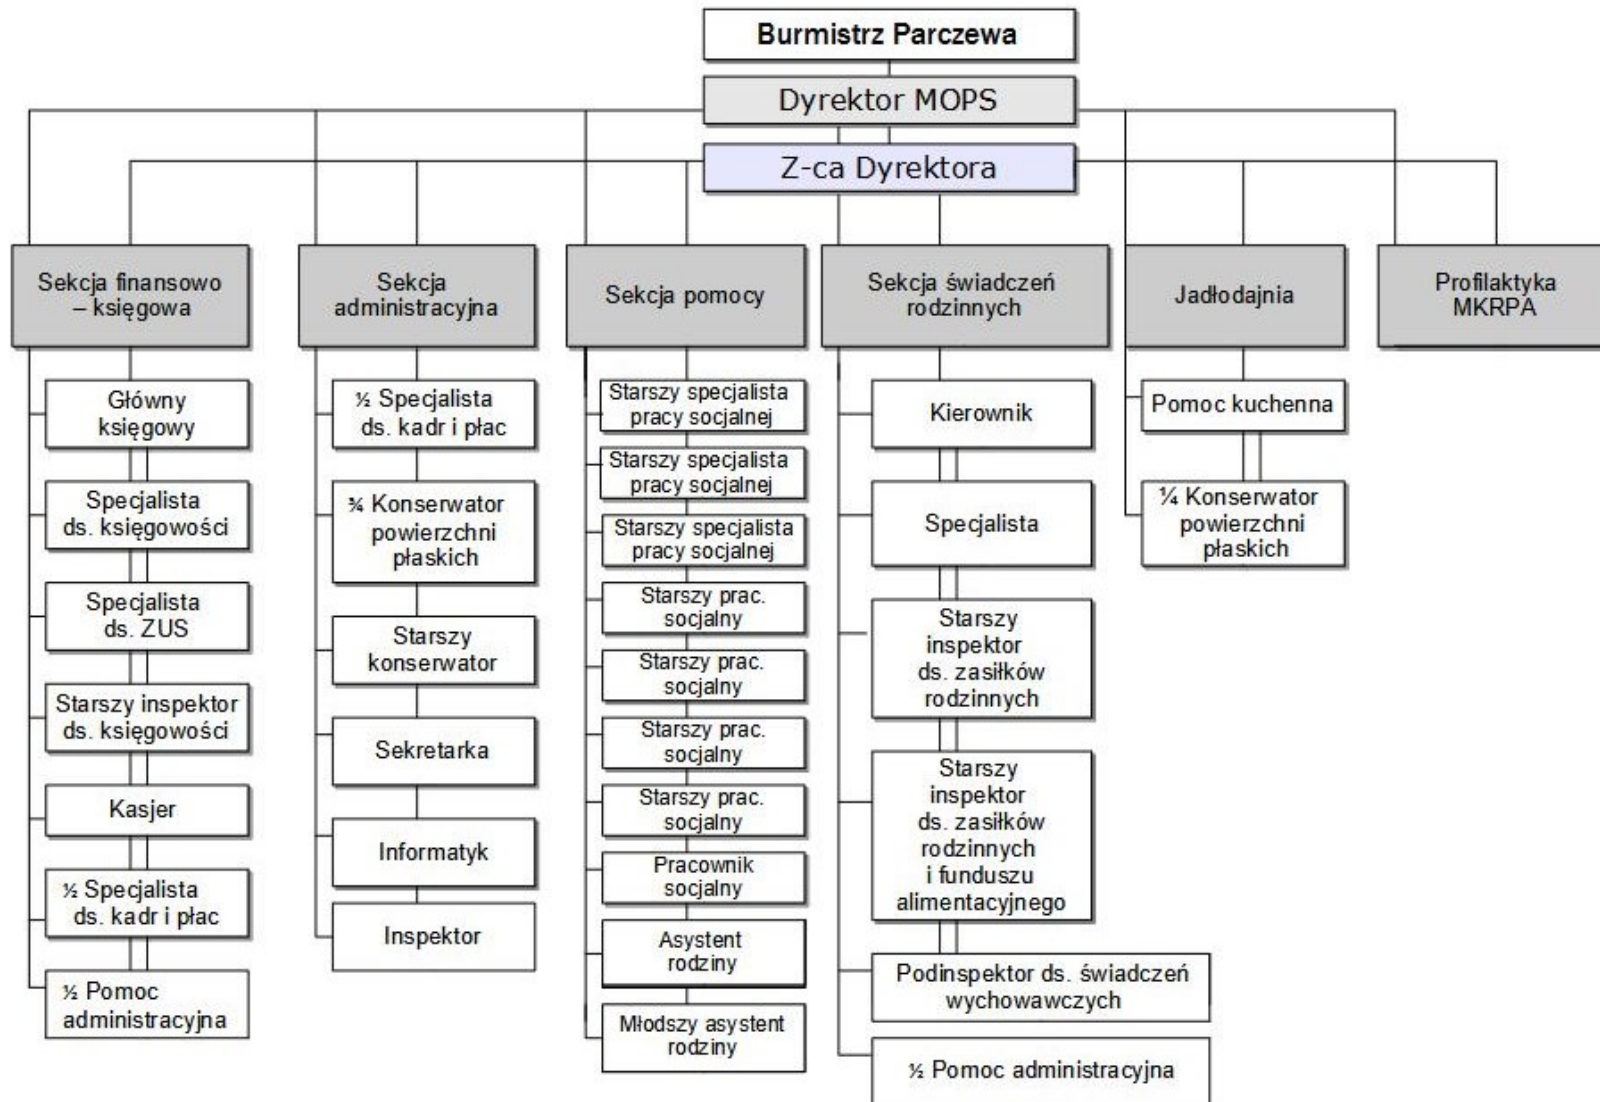 Burmistrz Parczewa
Dyrektor MOPS
Z-ca Dyrektora
Sekcja finansowo
– księgowa
Główny
księgowy
Specjalista
ds. księgowości
Specjalista
ds. ZUS
Starszy inspektor
ds. księgowości
Kasjer
½ Specjalista
ds. kadr i płac
½ Pomoc
administracyjna
Sekcja
administracyjna
½ Specjalista
ds. kadr i płac
¾ Konserwator
powierzchni
płaskich
Starszy
konserwator
Sekretarka
Informatyk
Inspektor
Sekcja pomocy
Starszy specjalista
pracy socjalnej
Starszy specjalista
pracy socjalnej
Starszy specjalista
pracy socjalnej
Starszy prac.
socjalny
Starszy prac.
socjalny
Starszy prac.
socjalny
Starszy prac.
socjalny
Pracownik
socjalny
Asystent
rodziny
Młodszy asystent
rodziny
Sekcja świadczeń
rodzinnych
Kierownik
Specjalista
Starszy
inspektor
ds. zasiłków
rodzinnych
Starszy
inspektor
ds. zasiłków
rodzinnych
i funduszu
alimentacyjnego
Podinspektor ds. świadczeń
wychowawczych
½ Pomoc administracyjna
Jadłodajnia
Pomoc kuchenna
¼ Konserwator
powierzchni
płaskich
Profilaktyka
MKRPA